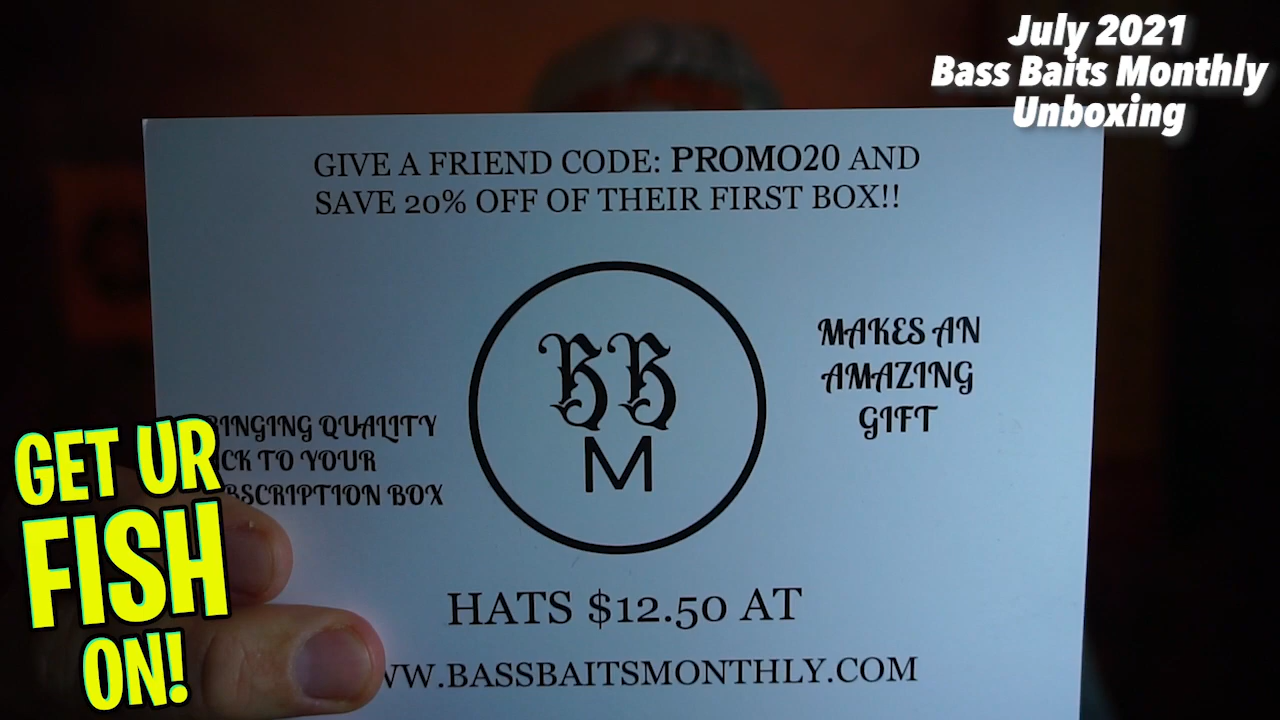 July 2021
Bass Baits Monthly
Unboxing
GIVE A FRIEND CODE: PROMO20 AND
SAVE 20% OFF OF THEIR FIRST BOX!!
BB
M
MAKES AN
AMAZING
GIFT
QUALITY
TO YOUR
BOX
HATS $12.50 AT
WW.BASSBAITSMONTHLY.COM
GET UR
FISH
ON!